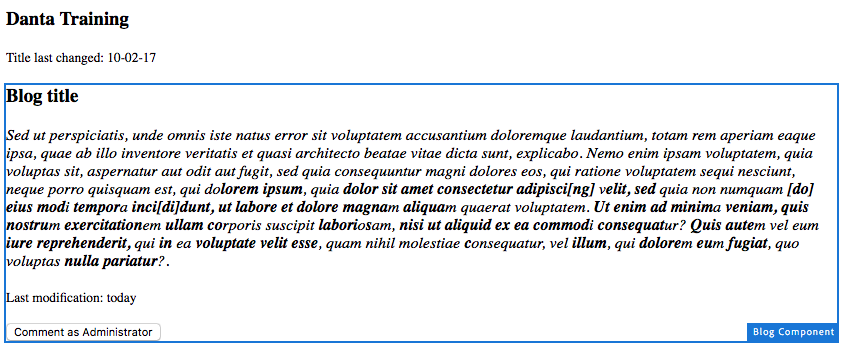 Danta Training
Title last changed: 10-02-17
Blog title
Sed ut perspiciatis, unde omnis iste natus error sit voluptatem accusantium doloremque laudantium, totam rem aperiam eaque
ipsa, quae ab illo inventore veritatis et quasi architecto beatae vitae dicta sunt, explicabo. Nemo enim ipsam voluptatem, quia
voluptas sit, aspernatur aut odit aut fugit, sed quia consequuntur magni dolores eos, qui ratione voluptatem sequi nesciunt,
neque porro quisquam est, qui dolorem ipsum, quia dolor sit amet consectetur adipisci[ng] velit, sed quia non numquam [do]
eius modi tempora inci[di]dunt, ut labore et dolore magnam aliquam quaerat voluptatem. Ut enim ad minima veniam, quis
nostrum exercitationem ullam corporis suscipit laboriosam, nisi ut aliquid ex ea commodi consequatur? Quis autem vel eum
iure reprehenderit, qui in ea voluptate velit esse, quam nihil molestiae consequatur, vel illum, qui dolorem eum fugiat, quo
voluptas nulla pariatur?.
Last modification: today
Comment as Administrator
Blog Component